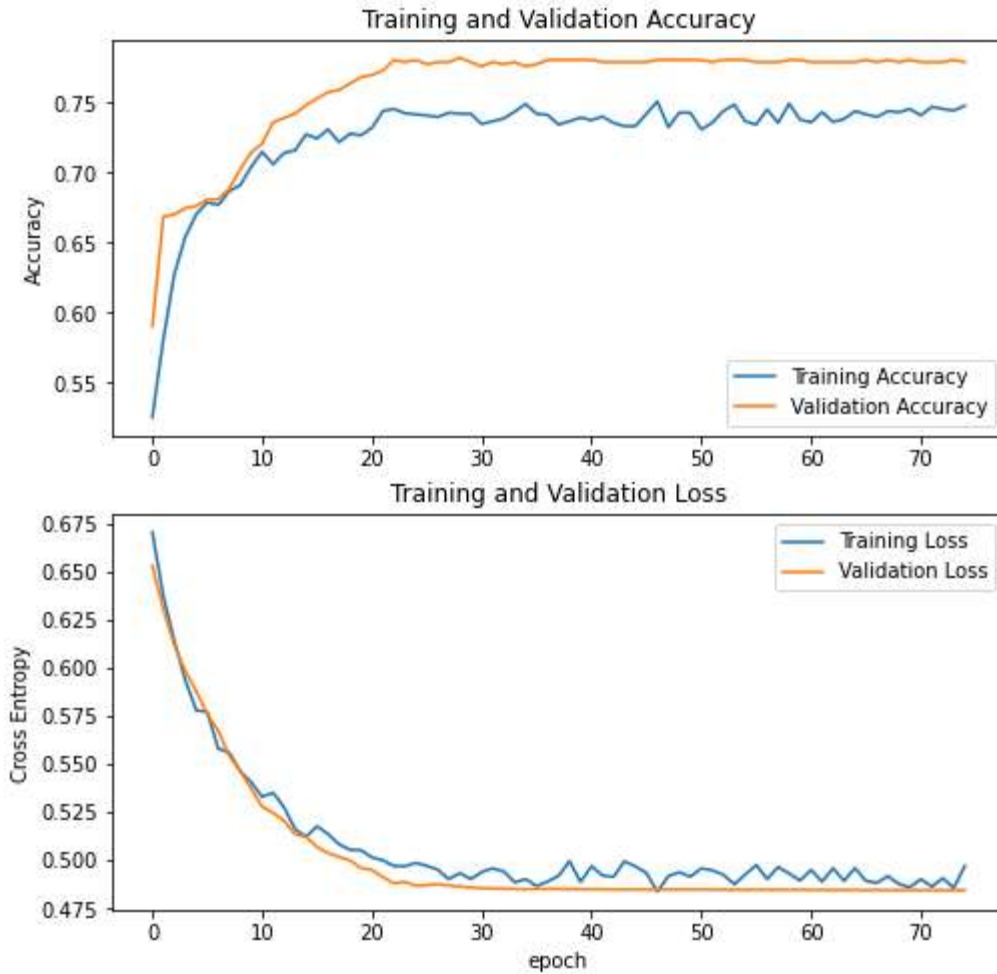 Training and Validation Accuracy
Accuracy
0.75
0.70
0.65
0.60
0.55
Training Accuracy
Validation Accuracy
0 10 20 30 40 50 60 70
Training and Validation Loss
Cross Entropy
0.675
0.650
0.625
0.600
0.575
0.550
0.525
0.500
0.475
Training Loss
Validation Loss
0 10 20 30 40 50 60 70
epoch